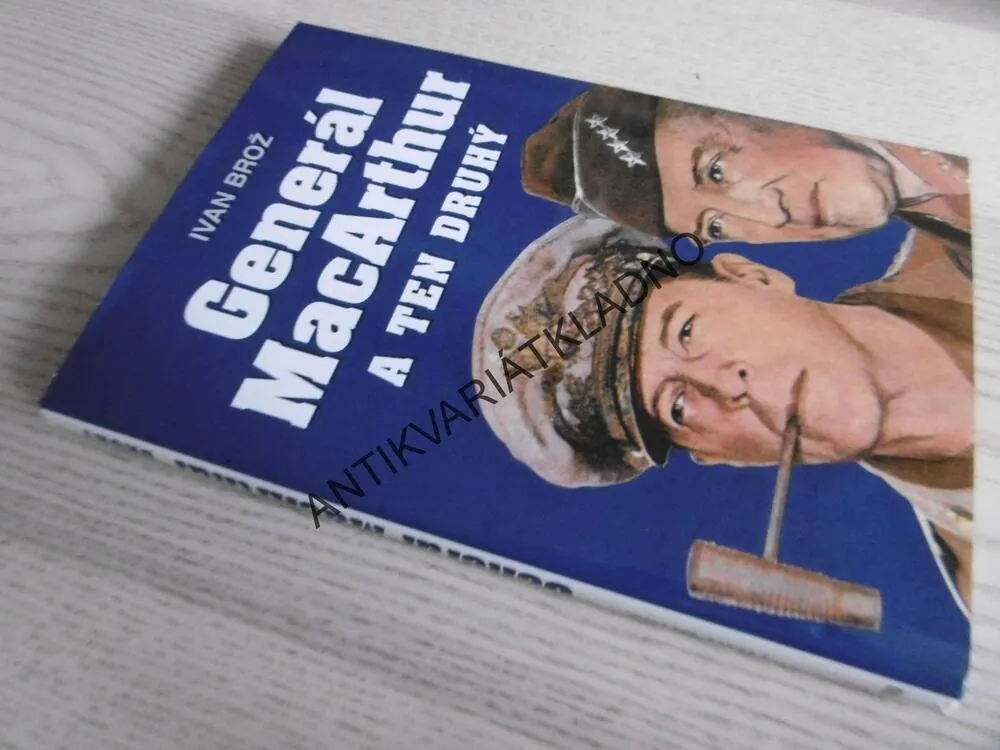 IVAN BROŽ
Generál
MacArthur
A TEN DRUHÝ
ANTIKVARIÁTKLADNO